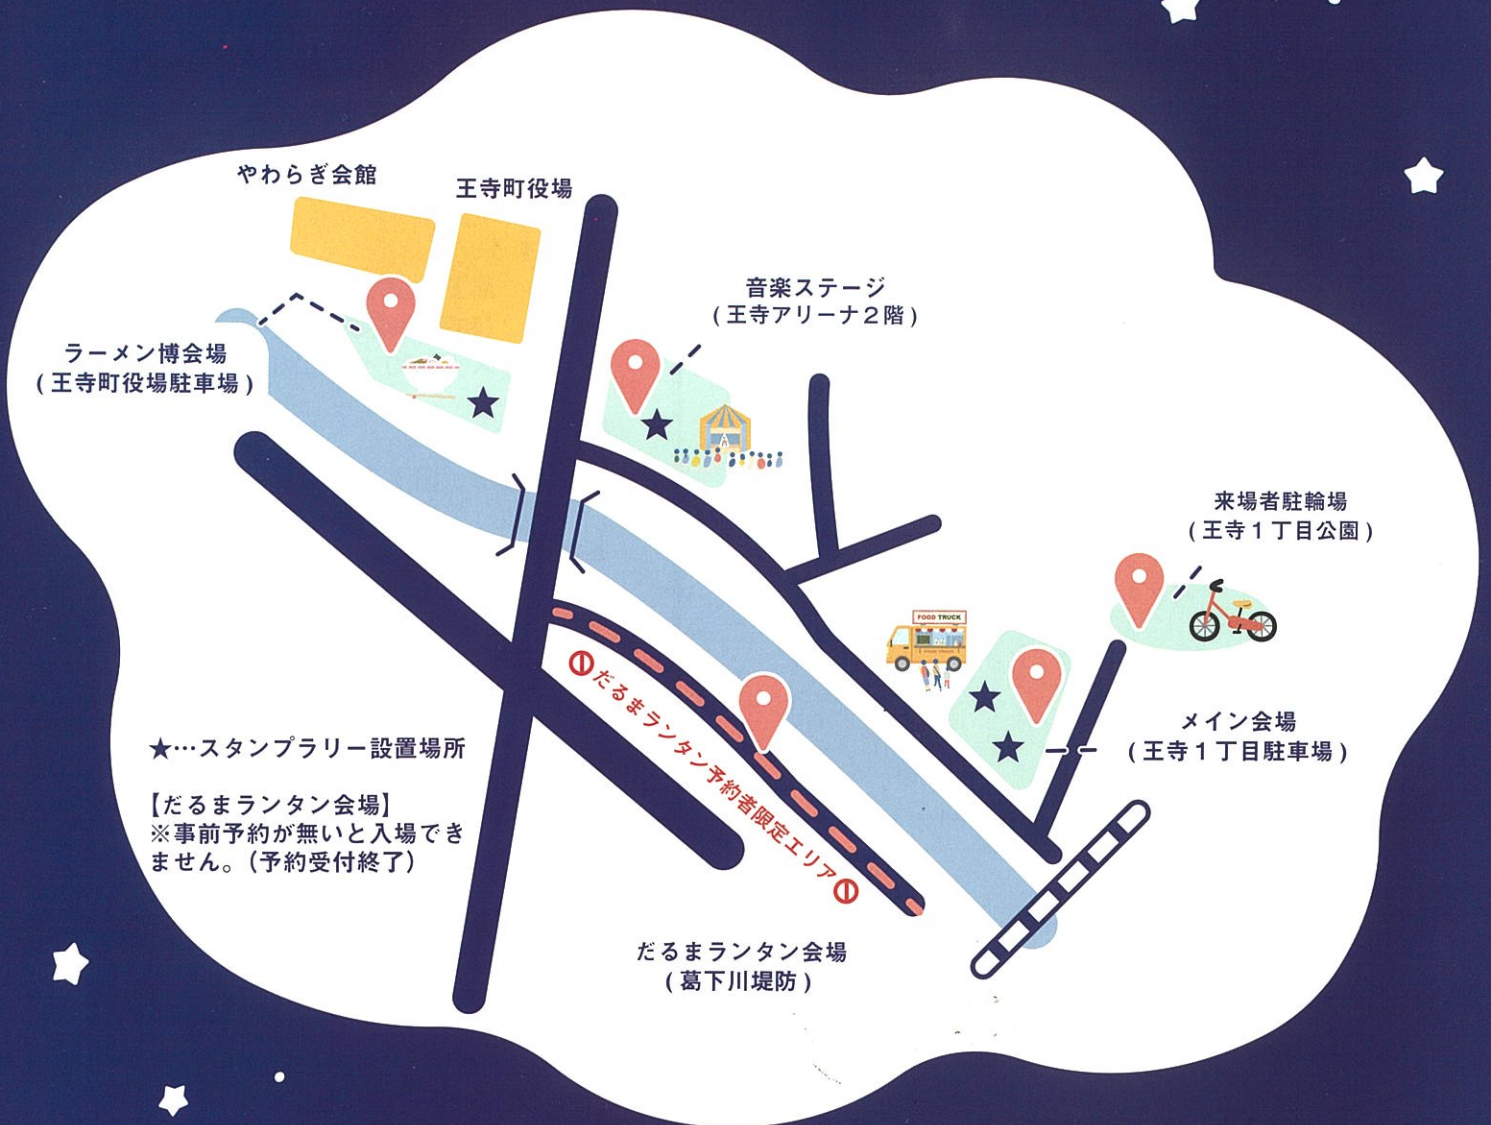 やわらぎ会館
王寺町役場
音楽ステージ
(王寺アリーナ2階)
ラーメン博会場
(王寺町役場駐車場)
来場者駐輪場
(王寺1丁目公園)
FOOD TRUCK
メイン会場
(王寺1丁目駐車場)
だるまランタン予約者限定エリア
★…スタンプラリー設置場所
【だるまランタン会場】
※事前予約が無いと入場でき
ません。(予約受付終了)
だるまランタン会場
(葛下川堤防)